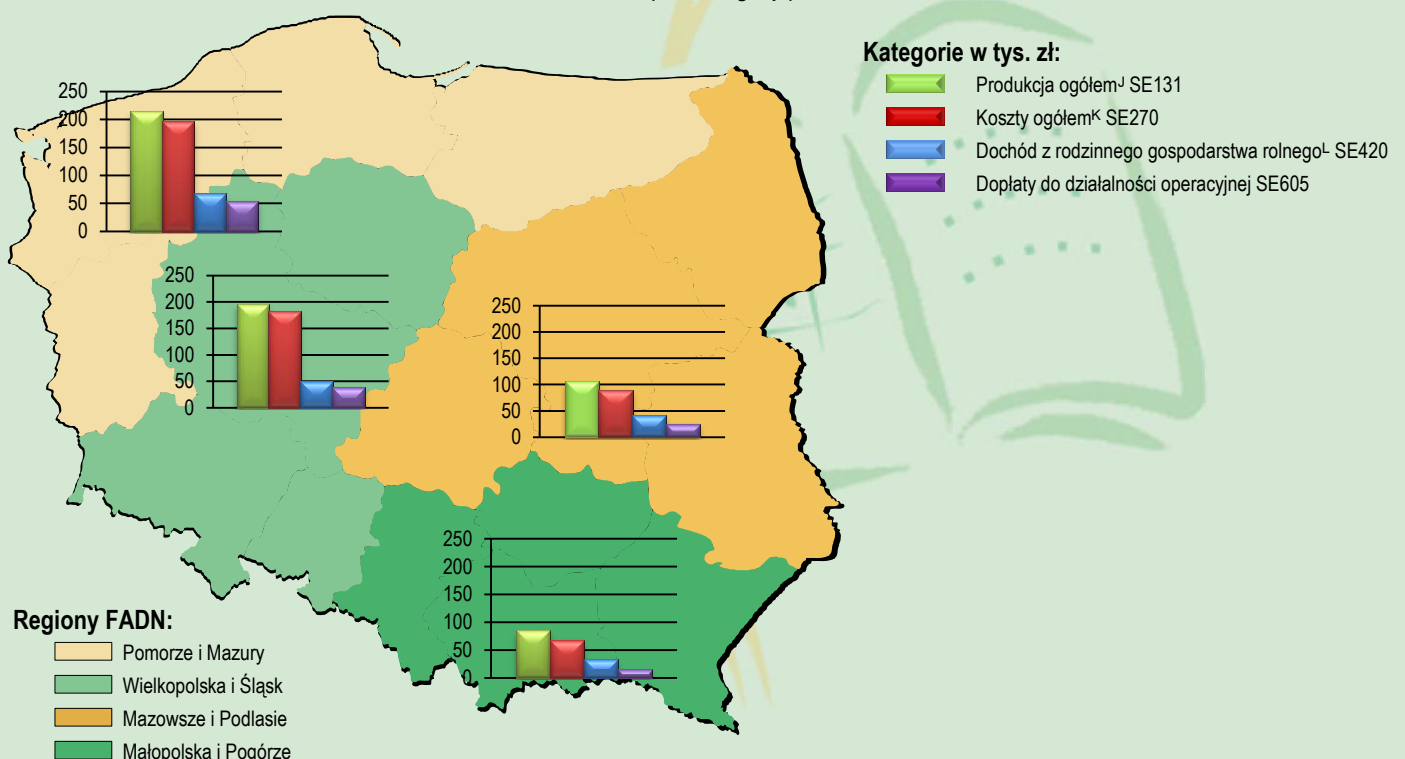 Kategorie w tys. zł:
Produkcja ogółemᴶ SE131
Koszty ogółemᴷ SE270
Dochód z rodzinnego gospodarstwa rolnegoᴸ SE420
Dopłaty do działalności operacyjnej SE605
250
200
150
100
50
0
250
200
150
100
50
0
250
200
150
100
50
0
250
200
150
100
50
0
Regiony FADN:
Pomorze i Mazury
Wielkopolska i Śląsk
Mazowsze i Podlasie
Małopolska i Pogórze